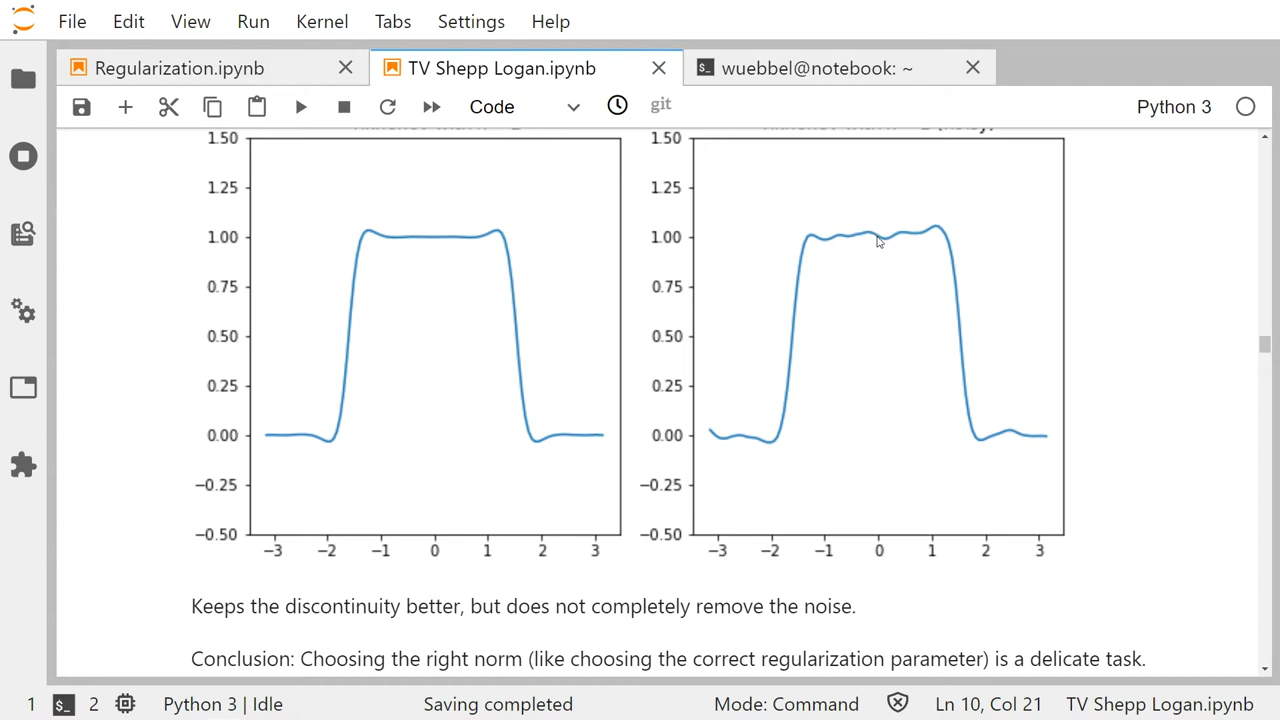 File Edit View Run Kernel Tabs Settings Help
Regularization.ipynb TV Shepp Logan.ipynb $_ wuebbel@notebook: ~
Code git Python 3
1.50 1.50
1.25 1.25
1.00 1.00
0.75 0.75
0.50 0.50
0.25 0.25
0.00 0.00
−0.25 −0.25
−0.50 −0.50
−3 −2 −1 0 1 2 3 −3 −2 −1 0 1 2 3
Keeps the discontinuity better, but does not completely remove the noise.
Conclusion: Choosing the right norm (like choosing the correct regularization parameter) is a delicate task.
1 $_ 2 Python 3 | Idle Saving completed Mode: Command Ln 10, Col 21 TV Shepp Logan.ipynb